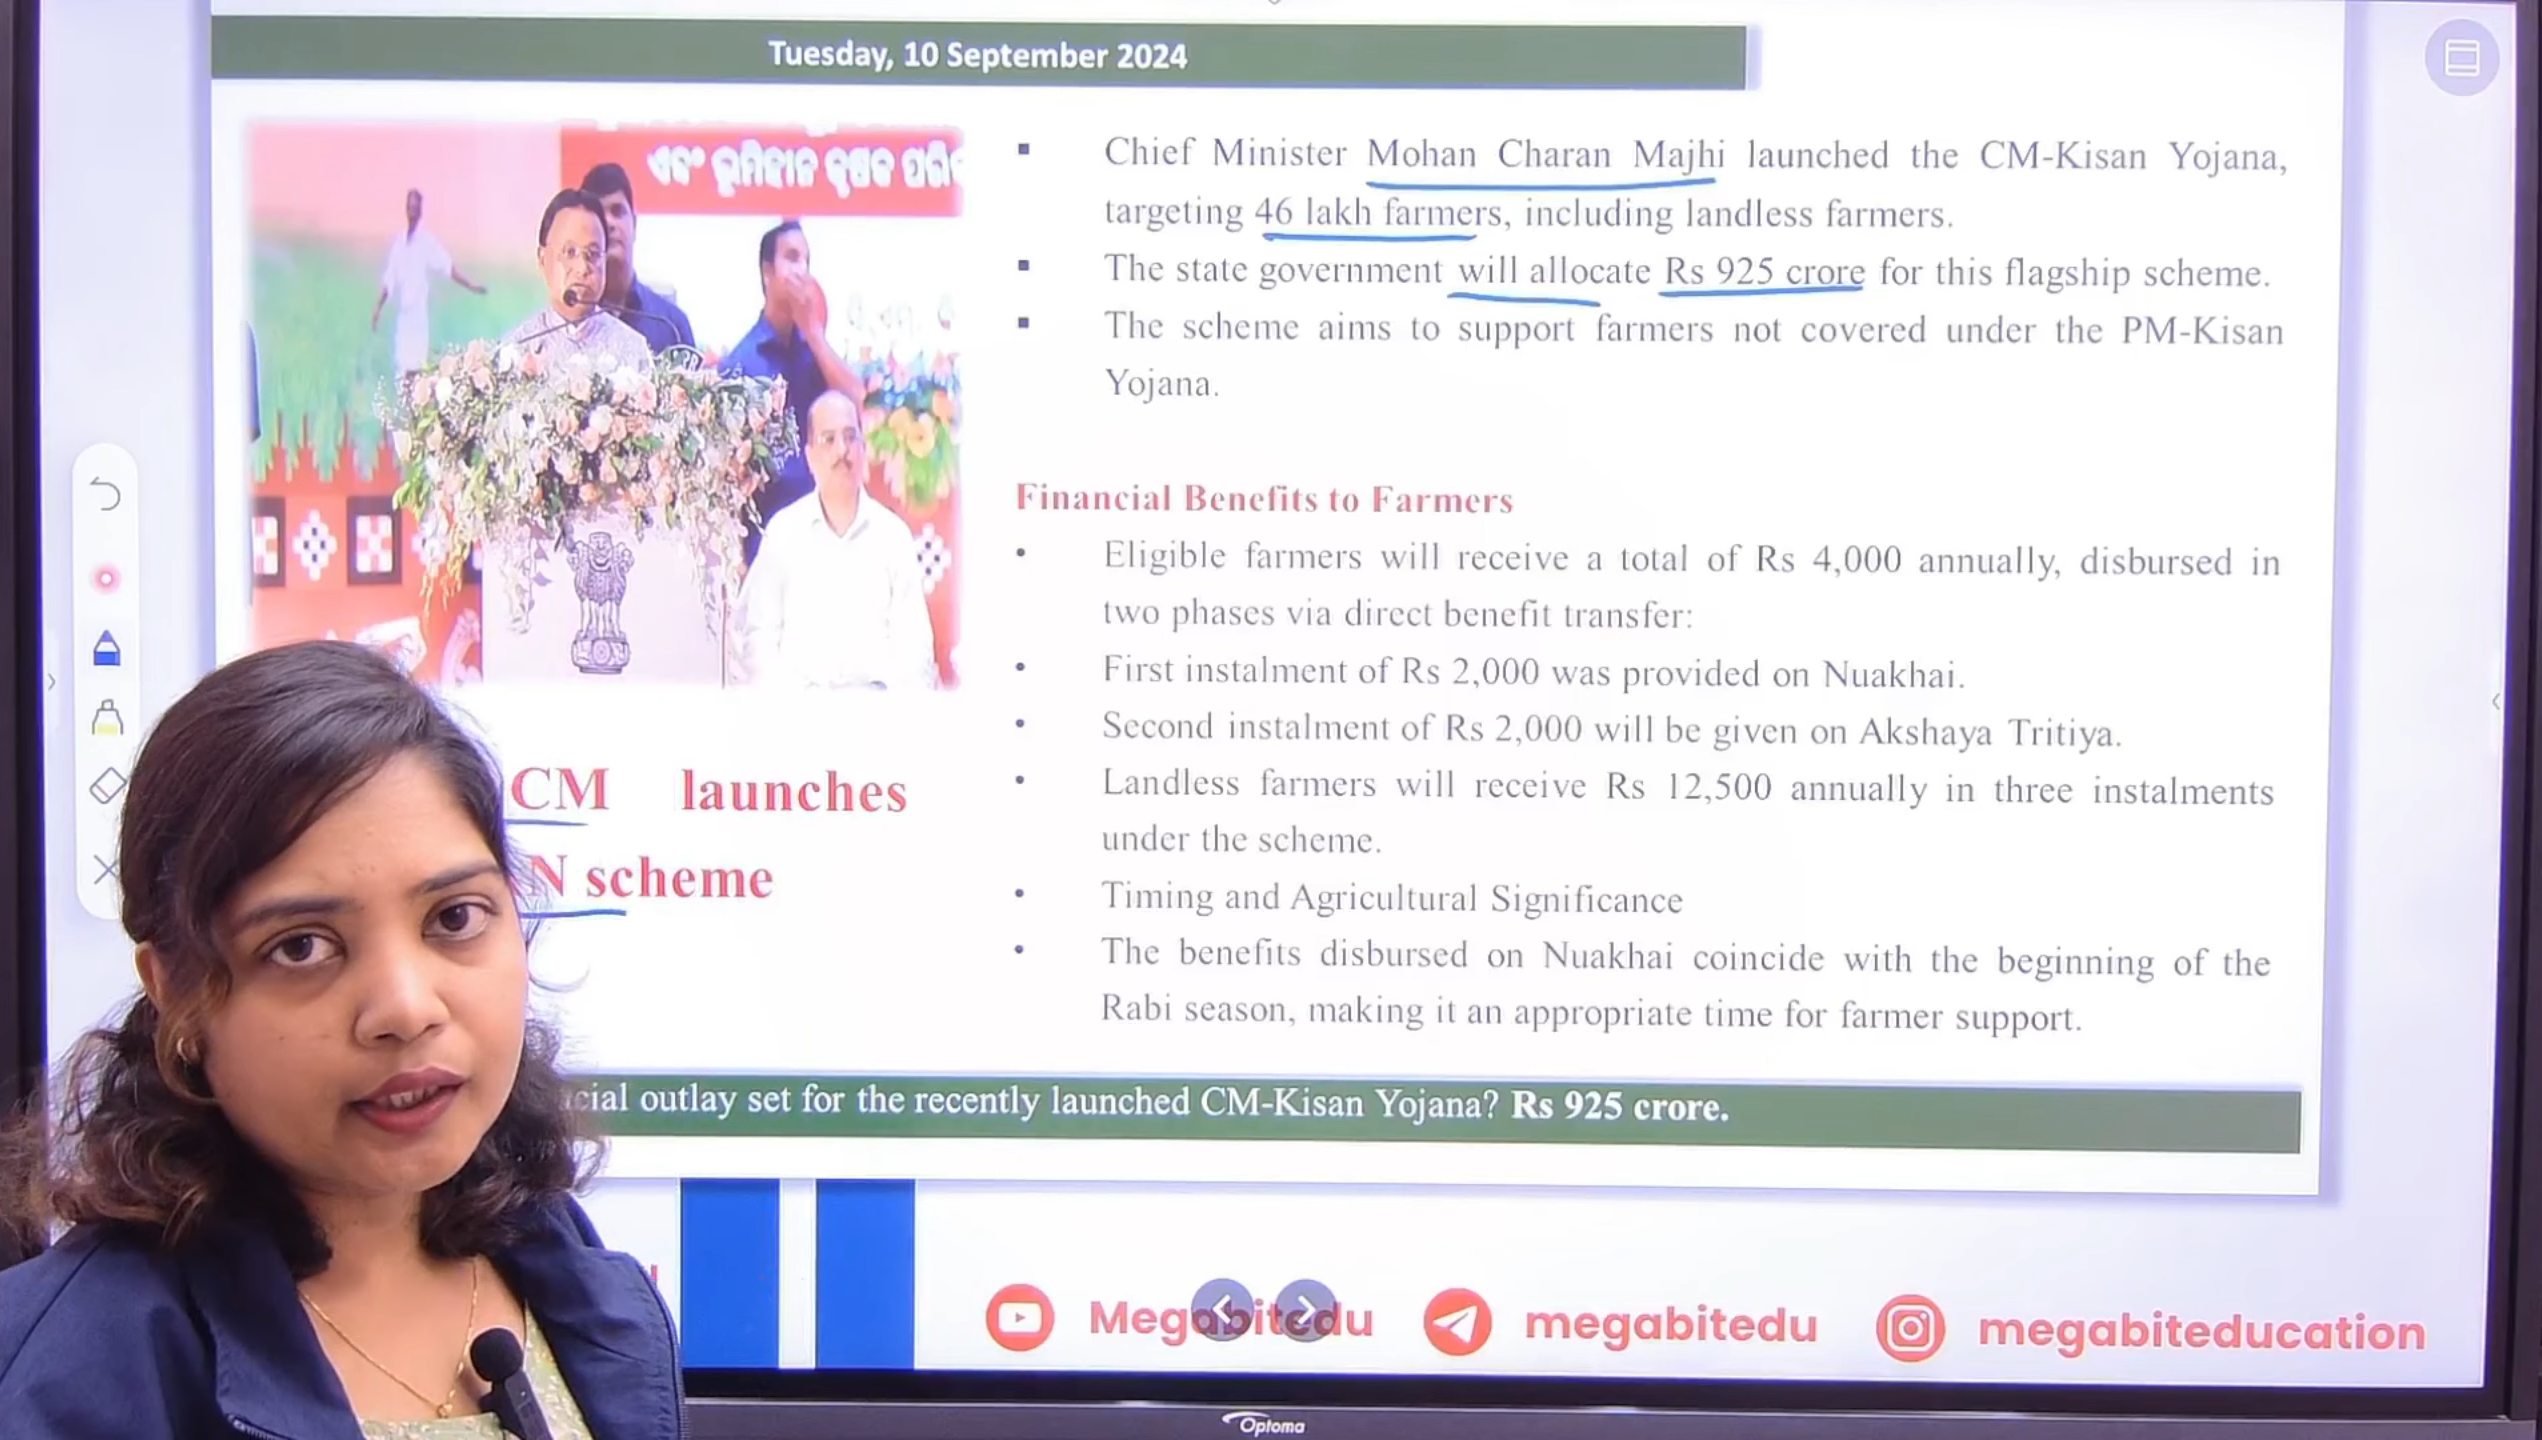 Tuesday, 10 September 2024
ଏବଂ ଭୂମିହୀନ କୃଷକ
▪ Chief Minister Mohan Charan Majhi launched the CM-Kisan Yojana,
targeting 46 lakh farmers, including landless farmers.
▪ The state government will allocate Rs 925 crore for this flagship scheme.
▪ The scheme aims to support farmers not covered under the PM-Kisan
Yojana.
Financial Benefits to Farmers
• Eligible farmers will receive a total of Rs 4,000 annually, disbursed in
two phases via direct benefit transfer:
• First instalment of Rs 2,000 was provided on Nuakhai.
• Second instalment of Rs 2,000 will be given on Akshaya Tritiya.
• Landless farmers will receive Rs 12,500 annually in three instalments
under the scheme.
• Timing and Agricultural Significance
• The benefits disbursed on Nuakhai coincide with the beginning of the
Rabi season, making it an appropriate time for farmer support.
CM launches
N scheme
cial outlay set for the recently launched CM-Kisan Yojana? Rs 925 crore.
Megabitedu
megabitedu
megabiteducation
Optoma